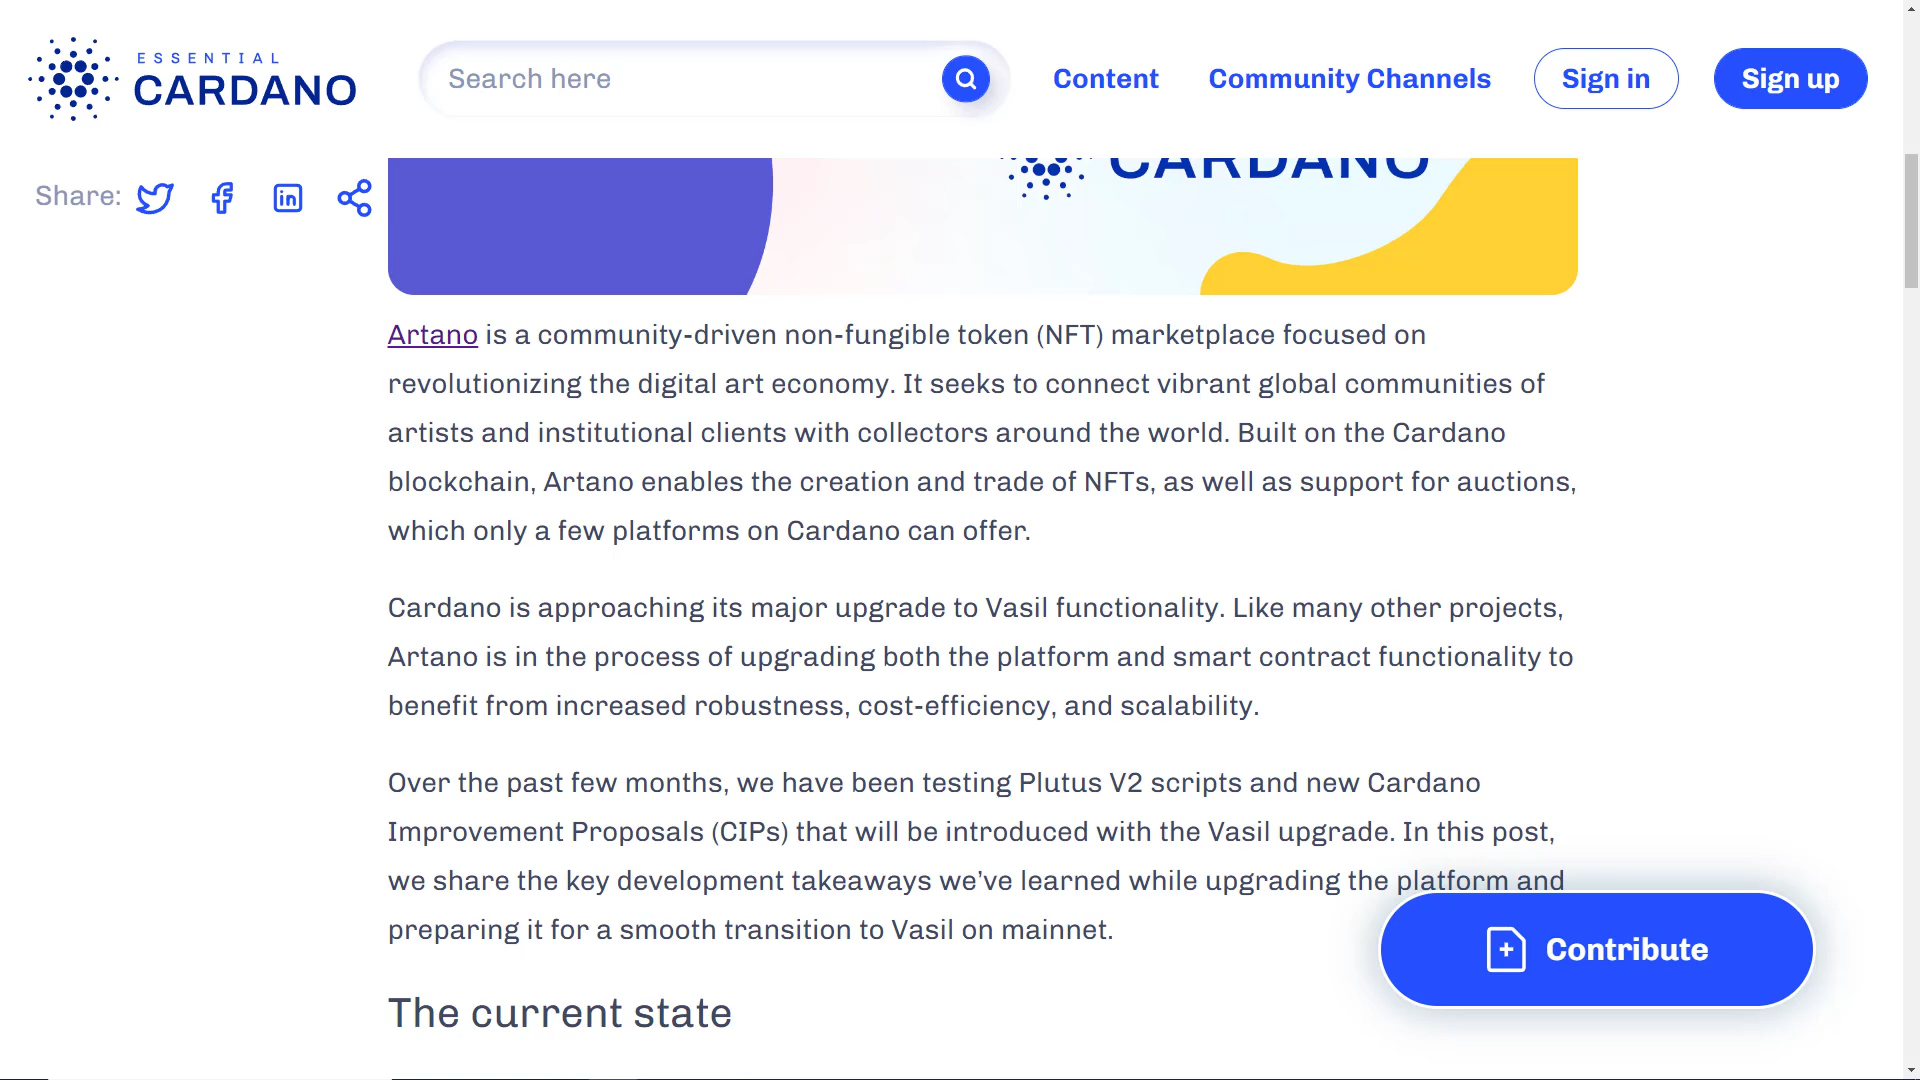 ESSENTIAL
CARDANO
Search here
Content
Community Channels
Sign in
Sign up
Share:
CARDANO
Artano is a community-driven non-fungible token (NFT) marketplace focused on
revolutionizing the digital art economy. It seeks to connect vibrant global communities of
artists and institutional clients with collectors around the world. Built on the Cardano
blockchain, Artano enables the creation and trade of NFTs, as well as support for auctions,
which only a few platforms on Cardano can offer.
Cardano is approaching its major upgrade to Vasil functionality. Like many other projects,
Artano is in the process of upgrading both the platform and smart contract functionality to
benefit from increased robustness, cost-efficiency, and scalability.
Over the past few months, we have been testing Plutus V2 scripts and new Cardano
Improvement Proposals (CIPs) that will be introduced with the Vasil upgrade. In this post,
we share the key development takeaways we’ve learned while upgrading the platform and
preparing it for a smooth transition to Vasil on mainnet.
Contribute
The current state